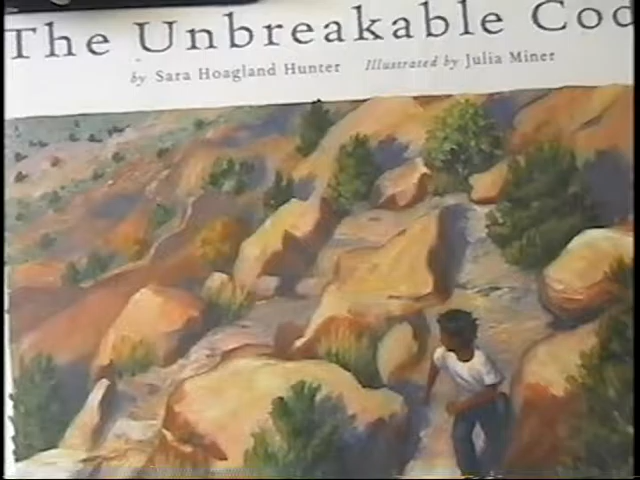 The Unbreakable Cod
by Sara Hoagland Hunter Illustrated by Julia Miner